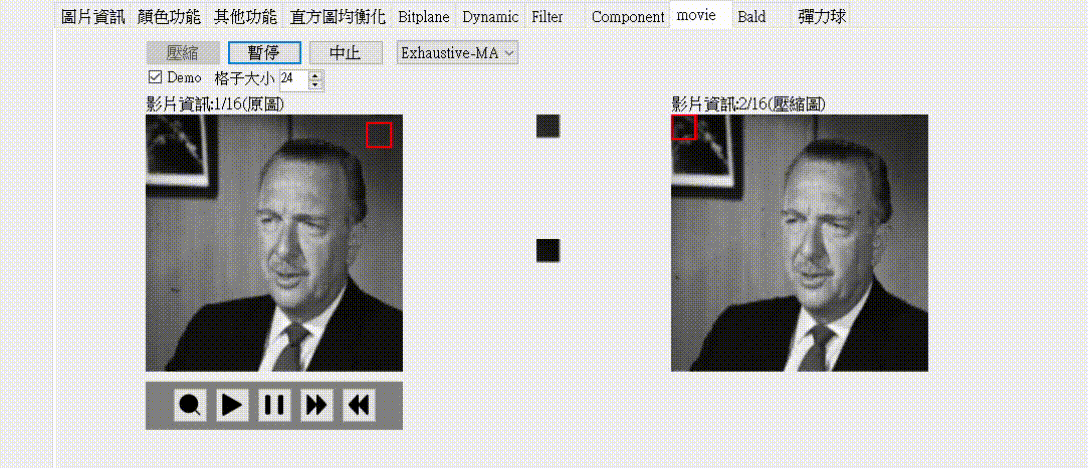 圖片資訊 顏色功能 其他功能 直方圖均衡化 Bitplane Dynamic Filter Component movie Bald 彈力球
壓縮 暫停 中止 Exhaustive-MA
Demo 格子大小 24
影片資訊:1/16(原圖) 影片資訊:2/16(壓縮圖)